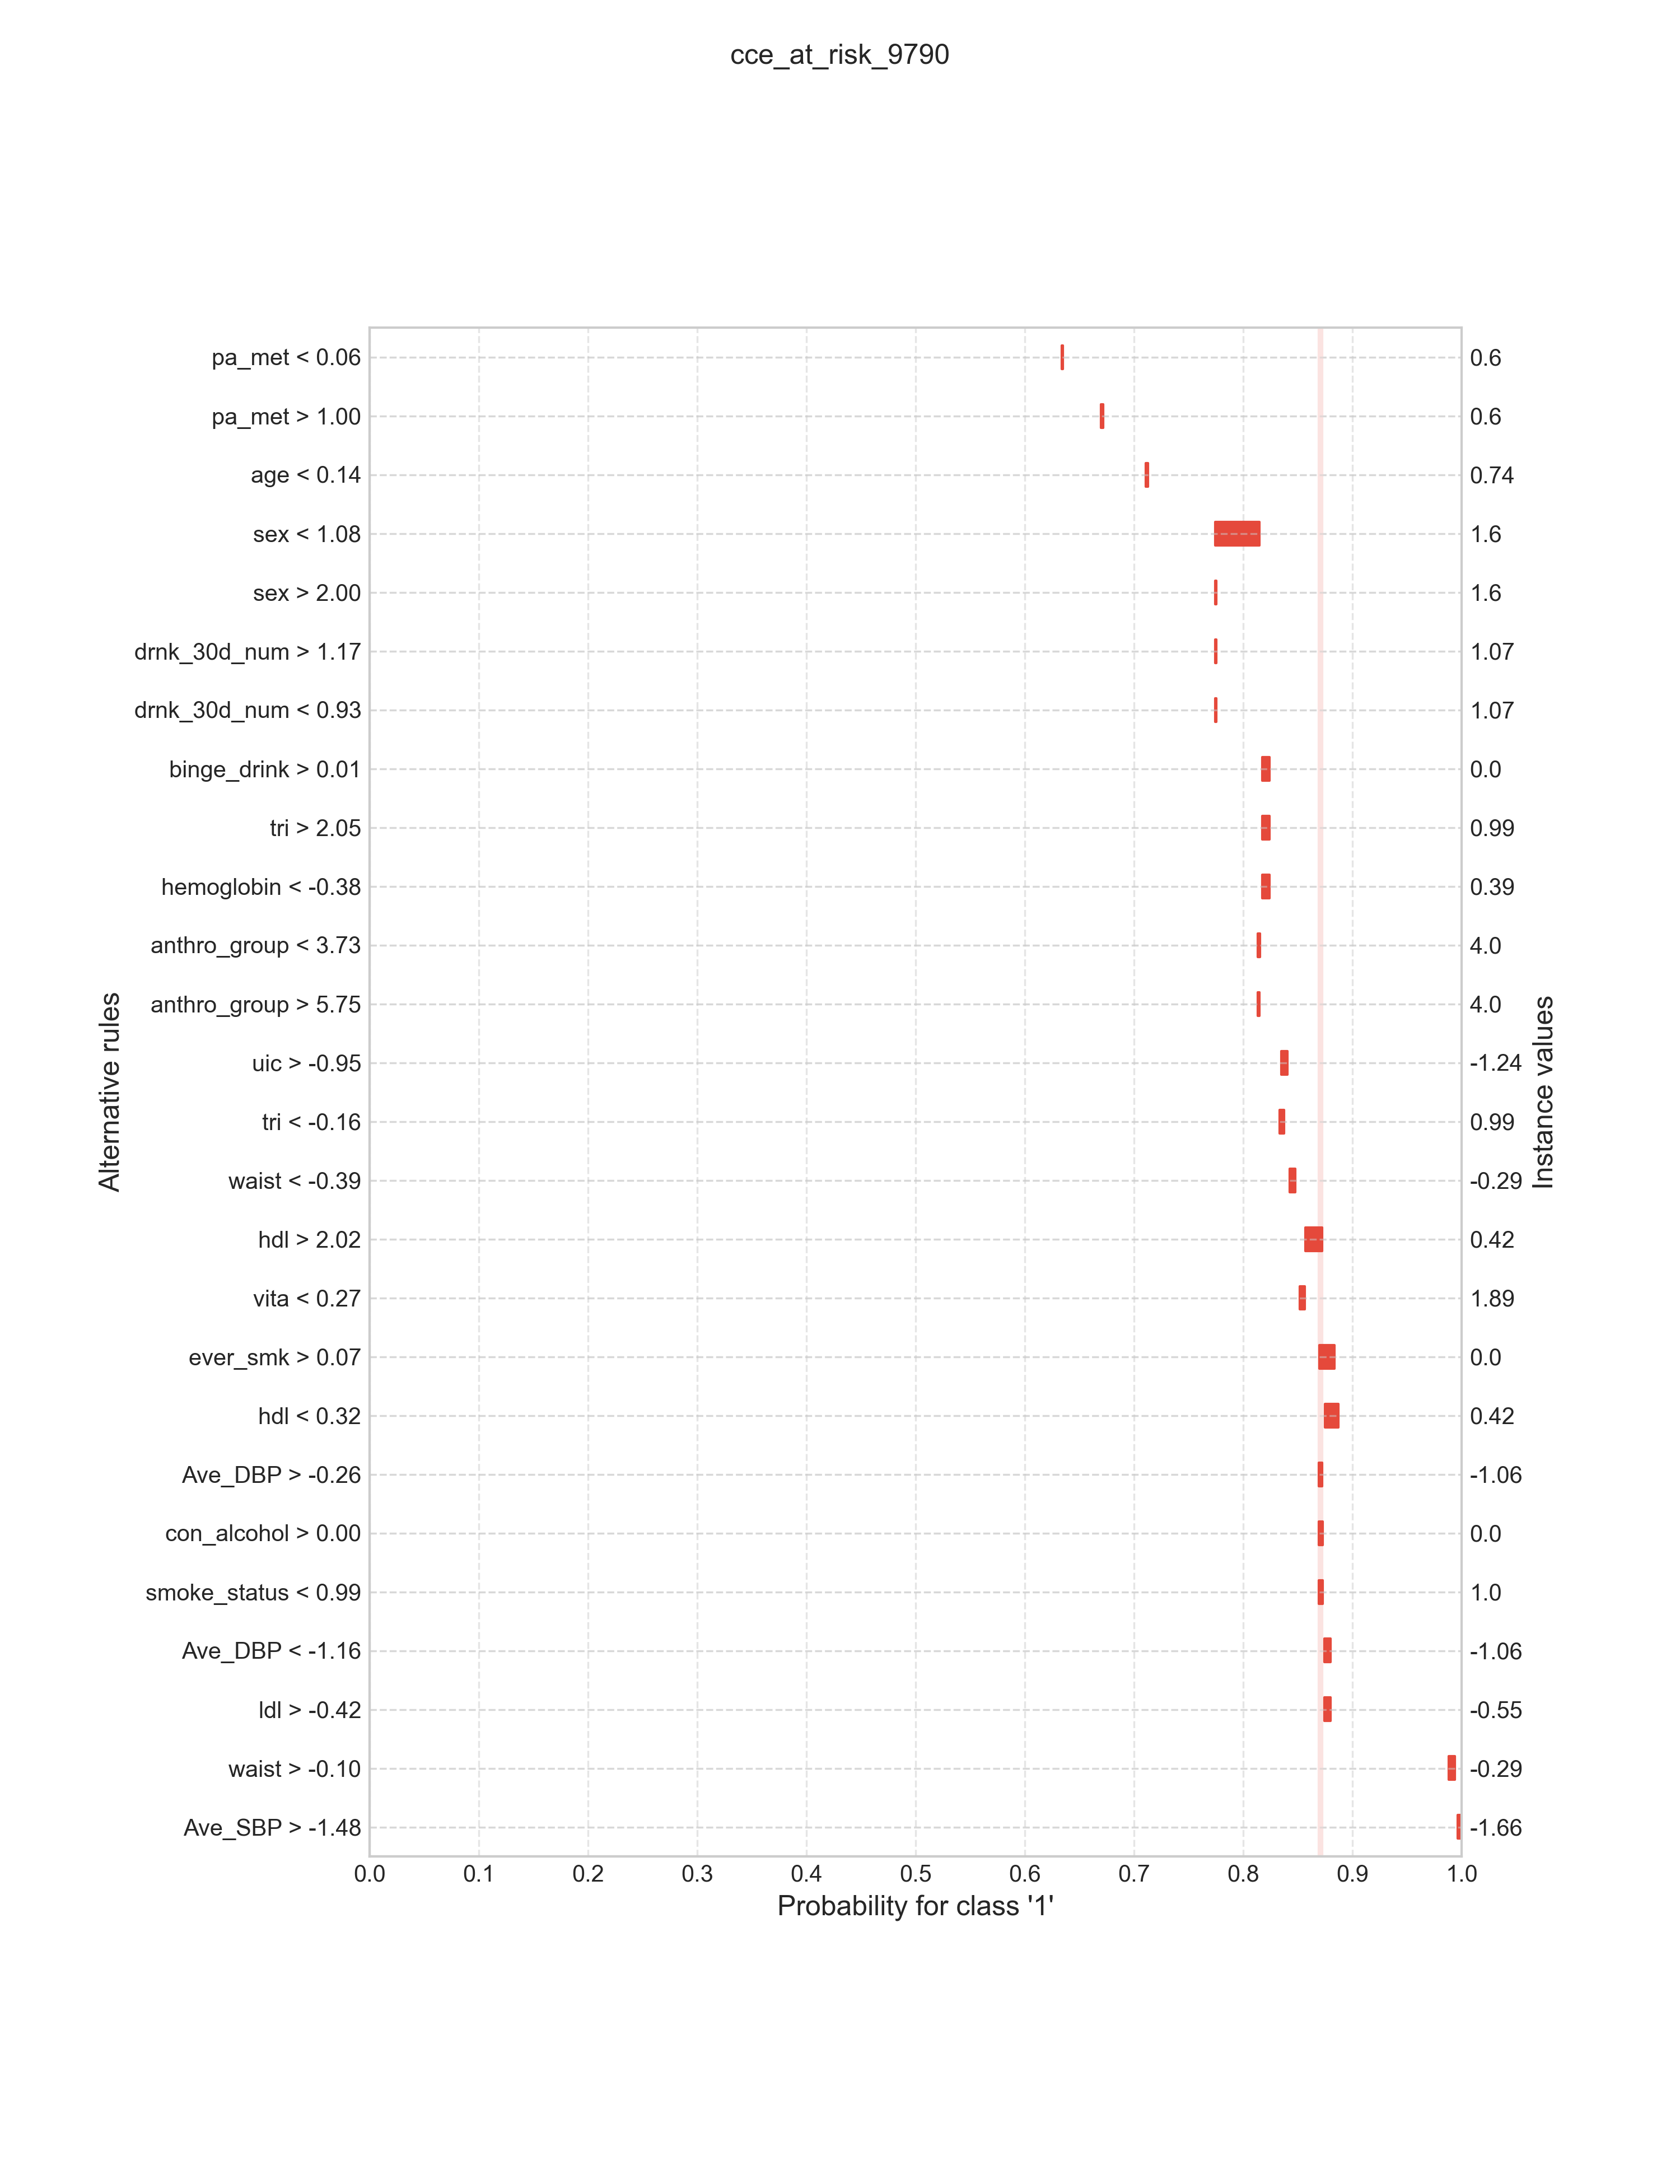 cce_at_risk_9790
pa_met < 0.06 0.6
pa_met > 1.00 0.6
age < 0.14 0.74
sex < 1.08 1.6
sex > 2.00 1.6
drnk_30d_num > 1.17 1.07
drnk_30d_num < 0.93 1.07
binge_drink > 0.01 0.0
tri > 2.05 0.99
hemoglobin < -0.38 0.39
anthro_group < 3.73 4.0
anthro_group > 5.75 4.0
uic > -0.95 -1.24
tri < -0.16 0.99
waist < -0.39 -0.29
hdl > 2.02 0.42
vita < 0.27 1.89
ever_smk > 0.07 0.0
hdl < 0.32 0.42
Ave_DBP > -0.26 -1.06
con_alcohol > 0.00 0.0
smoke_status < 0.99 1.0
Ave_DBP < -1.16 -1.06
ldl > -0.42 -0.55
waist > -0.10 -0.29
Ave_SBP > -1.48 -1.66
Alternative rules
Instance values
0.0 0.1 0.2 0.3 0.4 0.5 0.6 0.7 0.8 0.9 1.0
Probability for class '1'